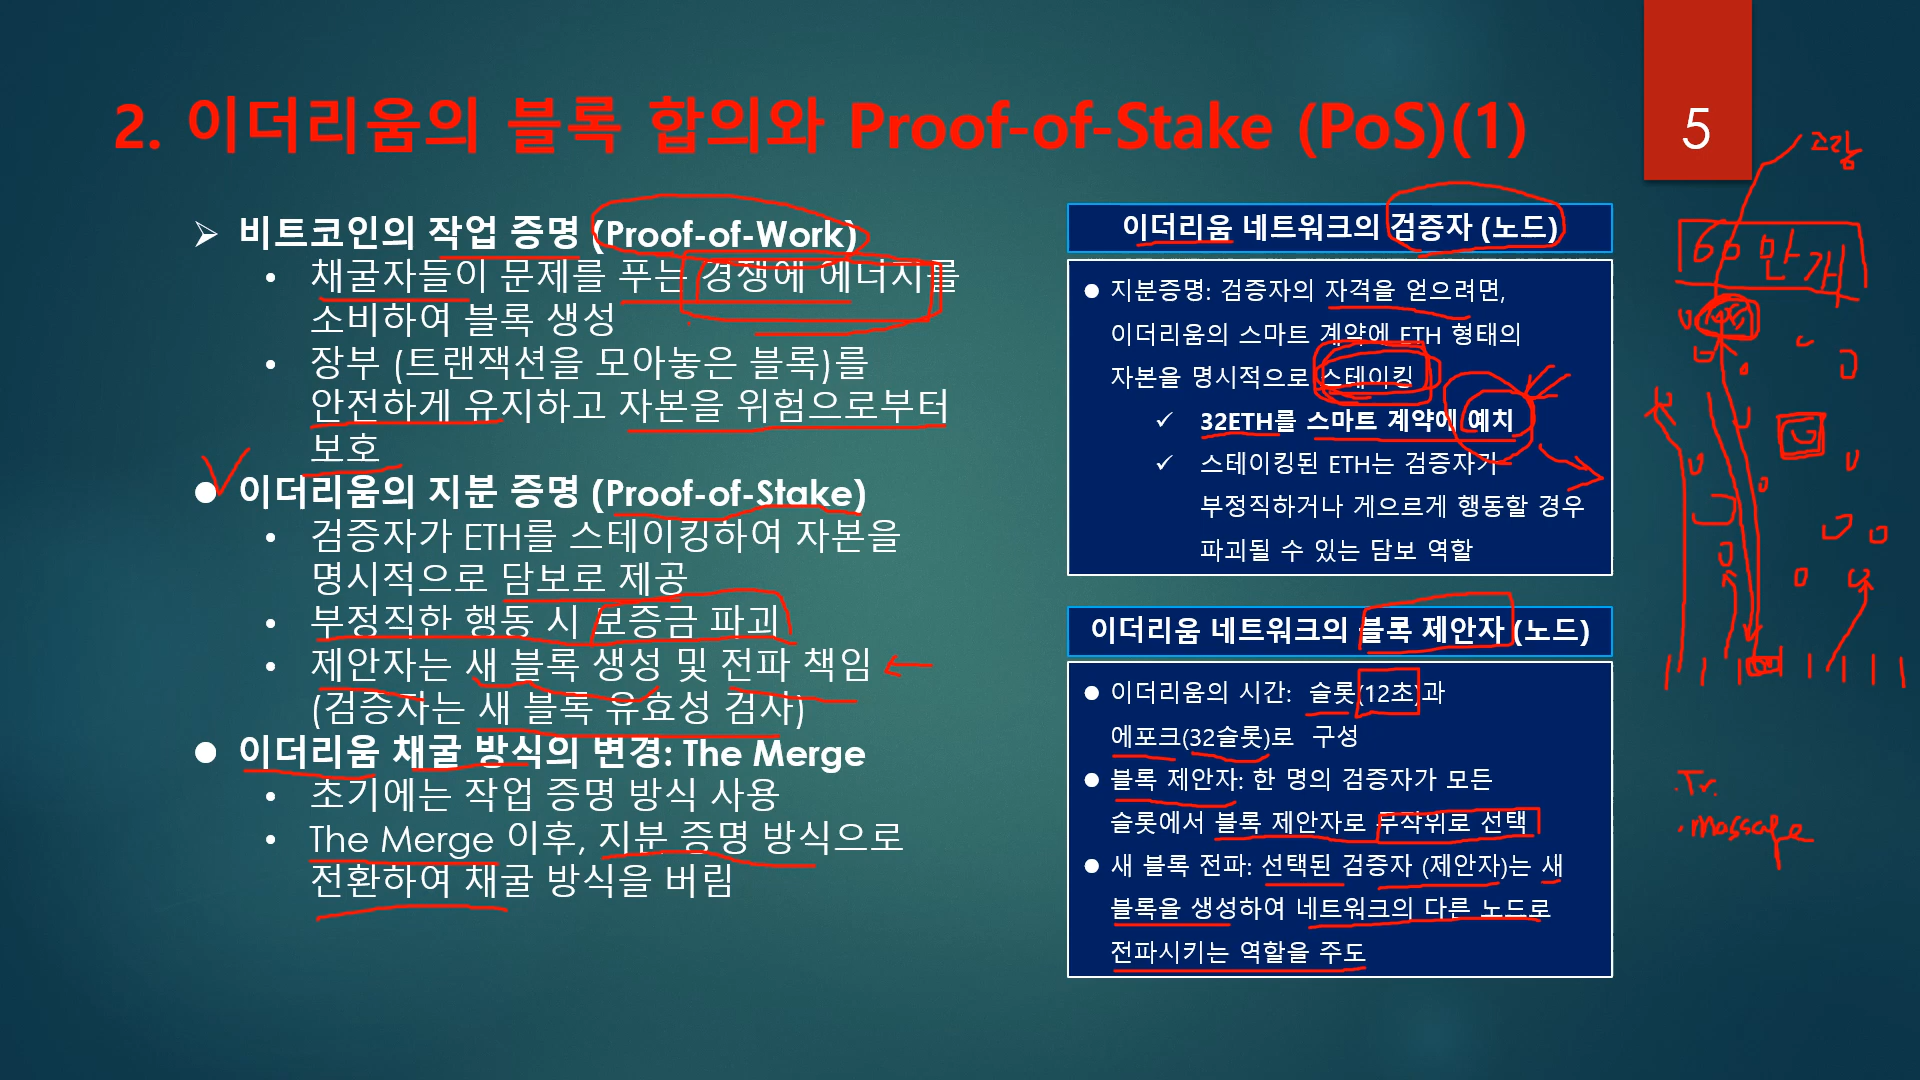 2. 이더리움의 블록 합의와 Proof-of-Stake (PoS)(1)
5
➢ 비트코인의 작업 증명 (Proof-of-Work)
• 채굴자들이 문제를 푸는 경쟁에 에너지를
소비하여 블록 생성
• 장부 (트랜잭션을 모아놓은 블록)를
안전하게 유지하고 자본을 위험으로부터
보호
● 이더리움의 지분 증명 (Proof-of-Stake)
• 검증자가 ETH를 스테이킹하여 자본을
명시적으로 담보로 제공
• 부정직한 행동 시 보증금 파괴
• 제안자는 새 블록 생성 및 전파 책임
(검증자는 새 블록 유효성 검사)
● 이더리움 채굴 방식의 변경: The Merge
• 초기에는 작업 증명 방식 사용
• The Merge 이후, 지분 증명 방식으로
전환하여 채굴 방식을 버림
이더리움 네트워크의 검증자 (노드)
● 지분증명: 검증자의 자격을 얻으려면,
이더리움의 스마트 계약에 ETH 형태의
자본을 명시적으로 스테이킹
✓ 32ETH를 스마트 계약에 예치
✓ 스테이킹된 ETH는 검증자가
부정직하거나 게으르게 행동할 경우
파괴될 수 있는 담보 역할
이더리움 네트워크의 블록 제안자 (노드)
● 이더리움의 시간: 슬롯(12초)과
에포크(32슬롯)로 구성
● 블록 제안자: 한 명의 검증자가 모든
슬롯에서 블록 제안자로 무작위로 선택
● 새 블록 전파: 선택된 검증자 (제안자)는 새
블록을 생성하여 네트워크의 다른 노드로
전파시키는 역할을 주도
60만개
. Tr.